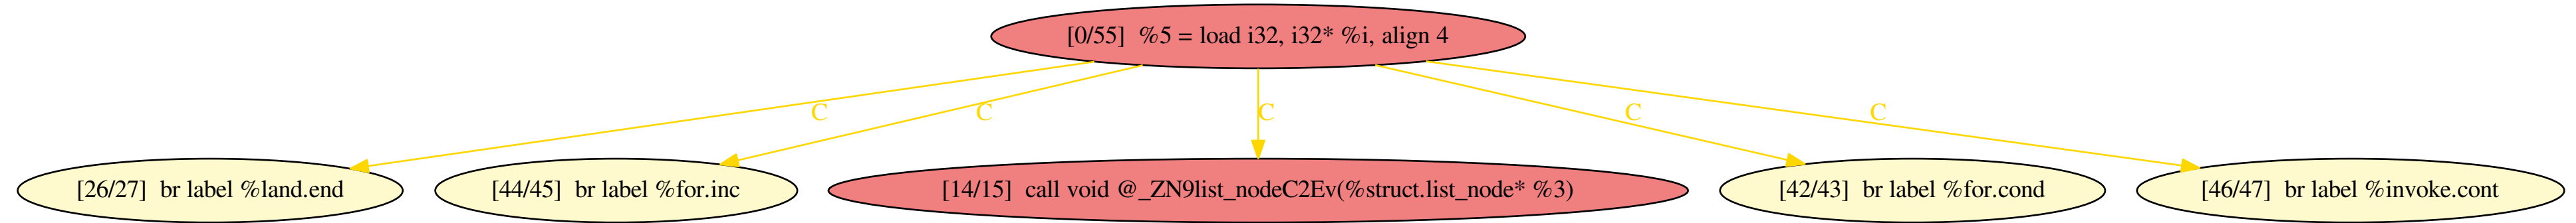 [0/55]  %5 = load i32, i32* %i, align 4
C
C
C
C
C
[26/27]  br label %land.end
[44/45]  br label %for.inc
[14/15]  call void @_ZN9list_nodeC2Ev(%struct.list_node* %3)
[42/43]  br label %for.cond
[46/47]  br label %invoke.cont